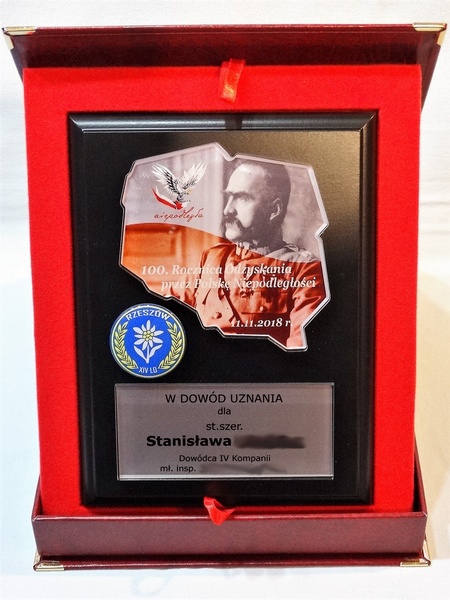 niepodległa
100. Rocznica Odzyskania
przez Polskę Niepodległości
11.11.2018 r.
RZESZÓW
XIV LO
W DOWÓD UZNANIA
dla
st.szer.
Stanisława
Dowódca IV Kompanii
mł. insp.